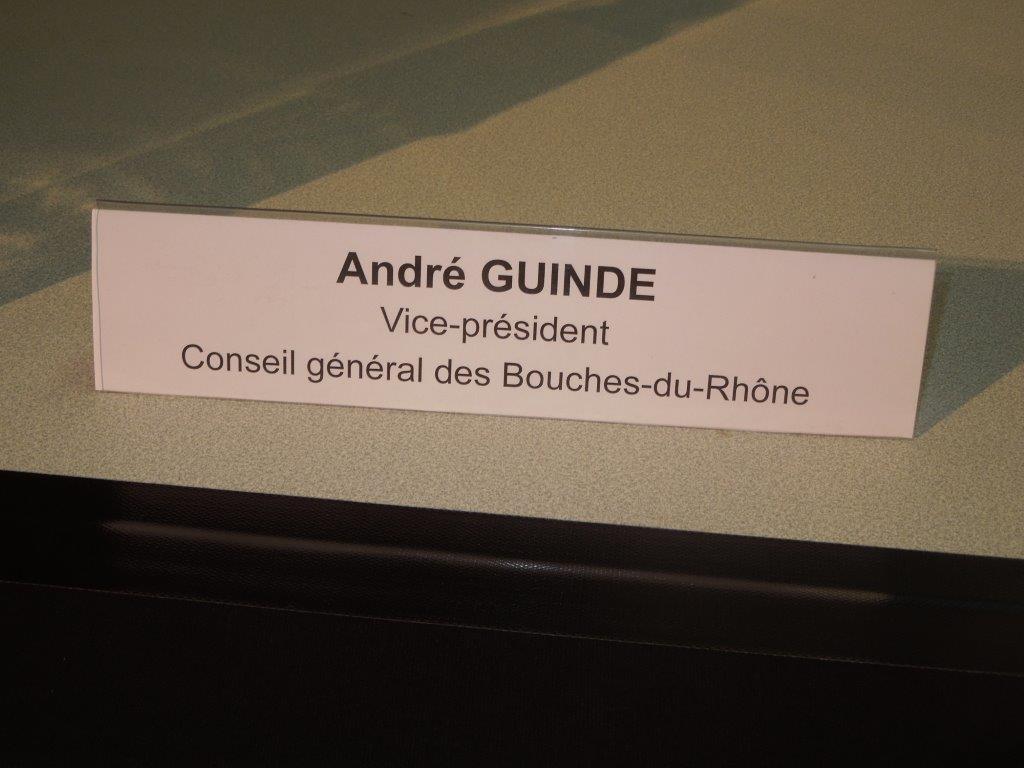 André GUINDE
Vice-président
Conseil général des Bouches-du-Rhône